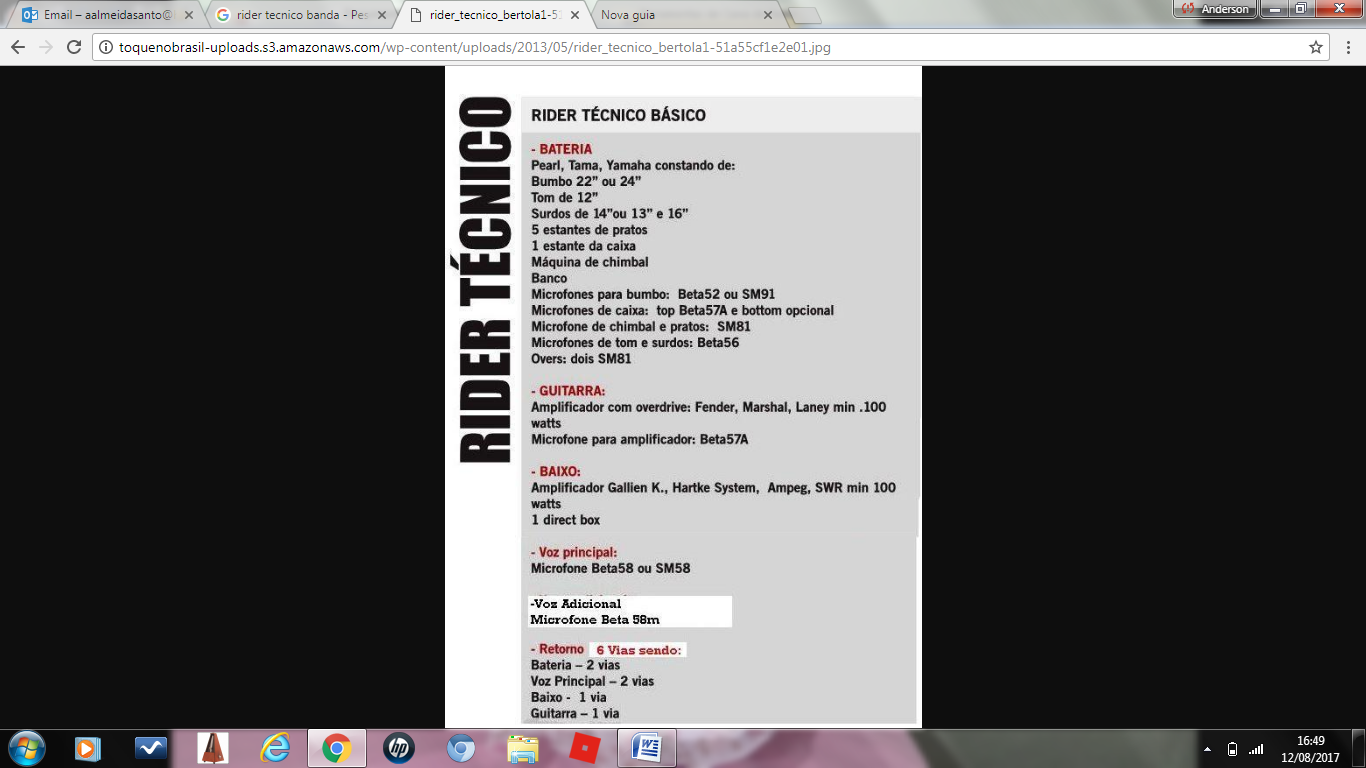 Email – aalmeidasanto@
rider tecnico banda - Pes
rider_tecnico_bertola1-51
Nova guia
Anderson
toquenobrasil-uploads.s3.amazonaws.com/wp-content/uploads/2013/05/rider_tecnico_bertola1-51a55cf1e2e01.jpg
RIDER TÉCNICO
RIDER TÉCNICO BÁSICO
- BATERIA
Pearl, Tama, Yamaha constando de:
Bumbo 22” ou 24”
Tom de 12”
Surdos de 14”ou 13” e 16”
5 estantes de pratos
1 estante da caixa
Máquina de chimbal
Banco
Microfones para bumbo: Beta52 ou SM91
Microfones de caixa: top Beta57A e bottom opcional
Microfone de chimbal e pratos: SM81
Microfones de tom e surdos: Beta56
Overs: dois SM81
- GUITARRA:
Amplificador com overdrive: Fender, Marshal, Laney min .100
watts
Microfone para amplificador: Beta57A
- BAIXO:
Amplificador Gallien K., Hartke System, Ampeg, SWR min 100
watts
1 direct box
- Voz principal:
Microfone Beta58 ou SM58
-Voz Adicional
Microfone Beta 58m
- Retorno 6 Vias sendo:
Bateria – 2 vias
Voz Principal – 2 vias
Baixo - 1 via
Guitarra – 1 via
16:49
12/08/2017